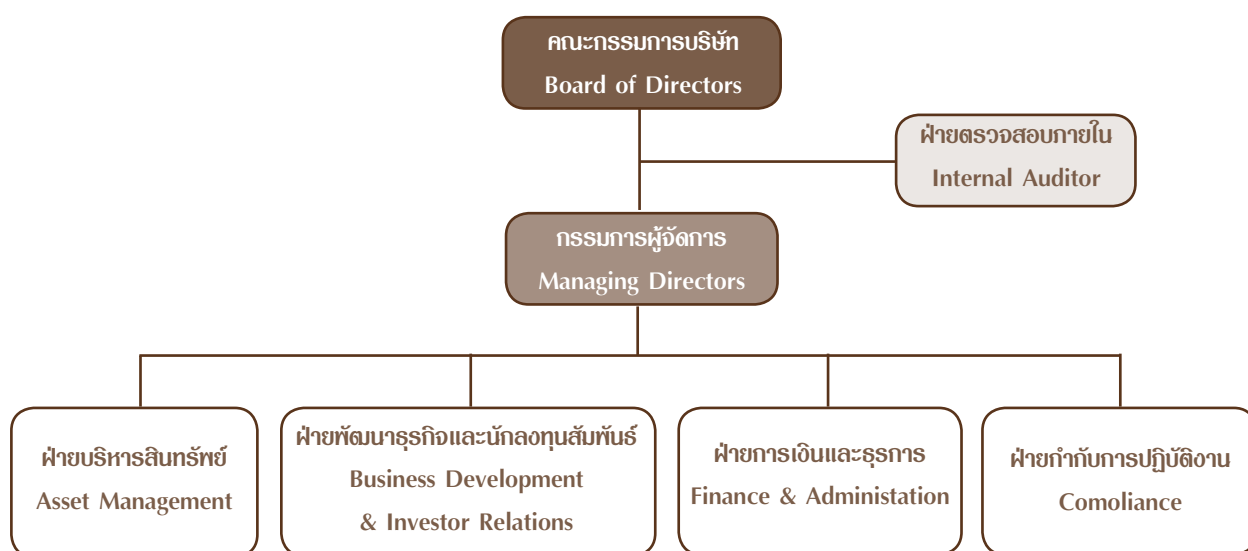 คณะกรรมการบริษัท
Board of Directors
ฝ่ายตรวจสอบภายใน
Internal Auditor
กรรมการผู้จัดการ
Managing Directors
ฝ่ายบริหารสินทรัพย์
Asset Management
ฝ่ายพัฒนาธุรกิจและนักลงทุนสัมพันธ์
Business Development
& Investor Relations
ฝ่ายการเงินและธุรการ
Finance & Administation
ฝ่ายกำกับการปฏิบัติงาน
Comoliance